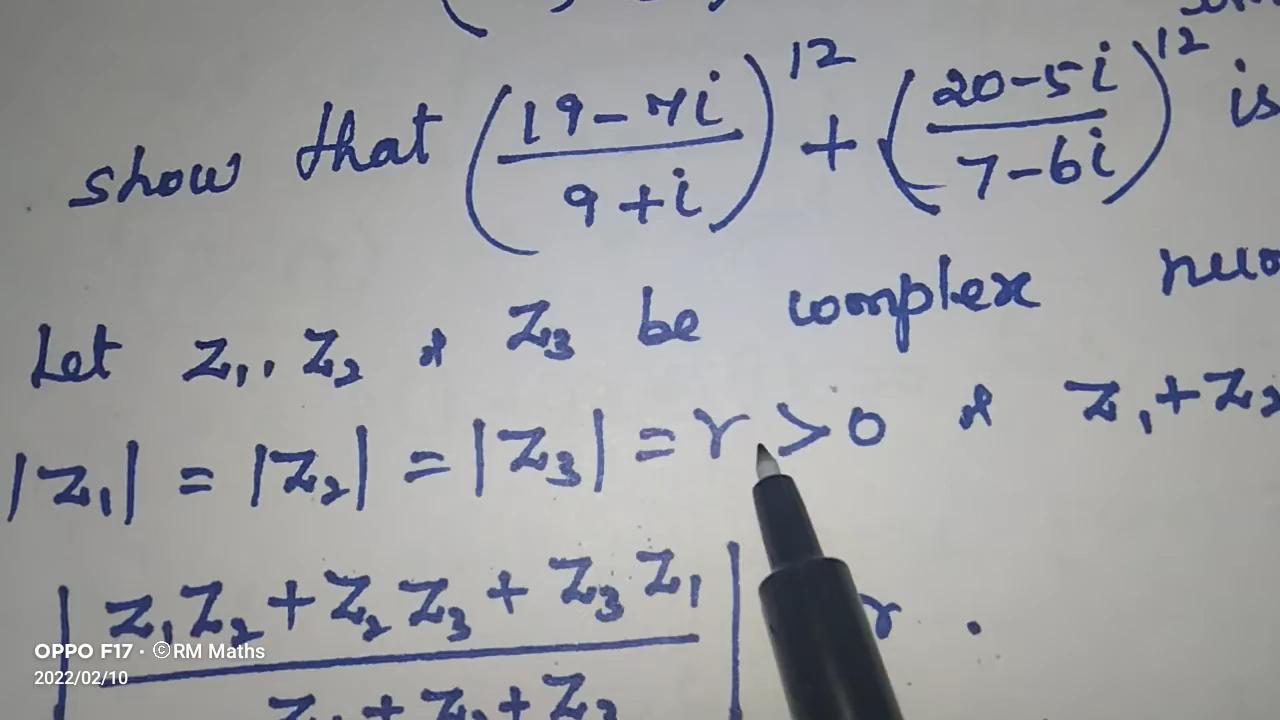 show that (19-7i / 9+i)^12 + (20-5i / 7-6i)^12 is
Let z₁, z₂ & z₃ be complex
|z₁| = |z₂| = |z₃| = r > 0 & z₁+z₂
|z₁z₂ + z₂z₃ + z₃z₁ / z₁+z₂+z₃| r.
OPPO F17 · ©RM Maths
2022/02/10